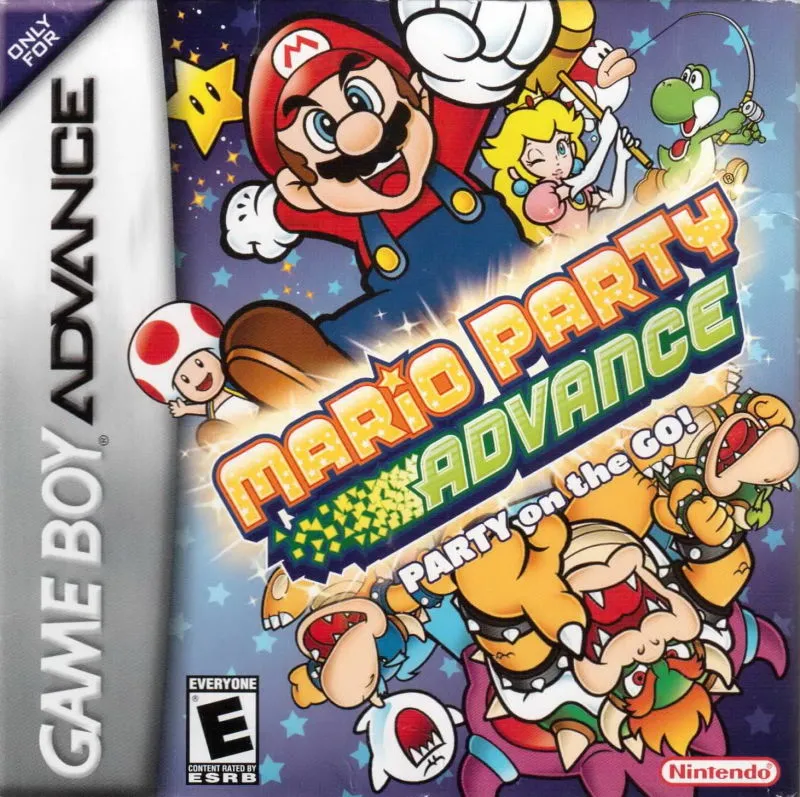 ONLY
FOR
GAME BOY ADVANCE
M
MARIO PARTY
ADVANCE
PARTY on the GO!
EVERYONE
E
CONTENT RATED BY
ESRB
Nintendo